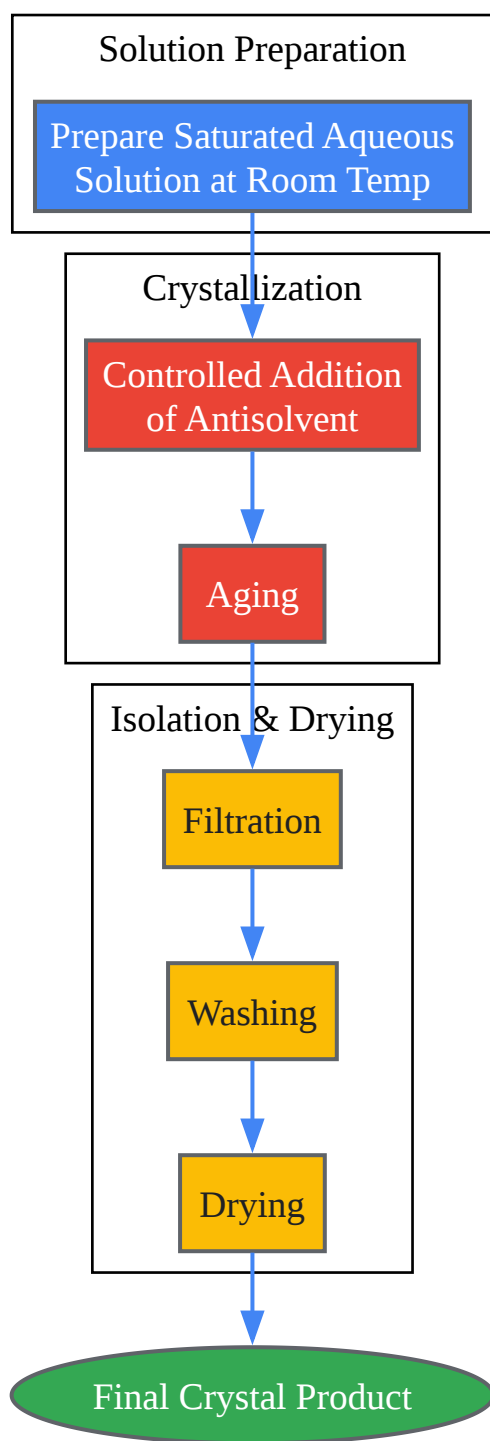 Solution Preparation
Prepare Saturated Aqueous
Solution at Room Temp
Crystallization
Controlled Addition
of Antisolvent
Aging
Isolation & Drying
Filtration
Washing
Drying
Final Crystal Product